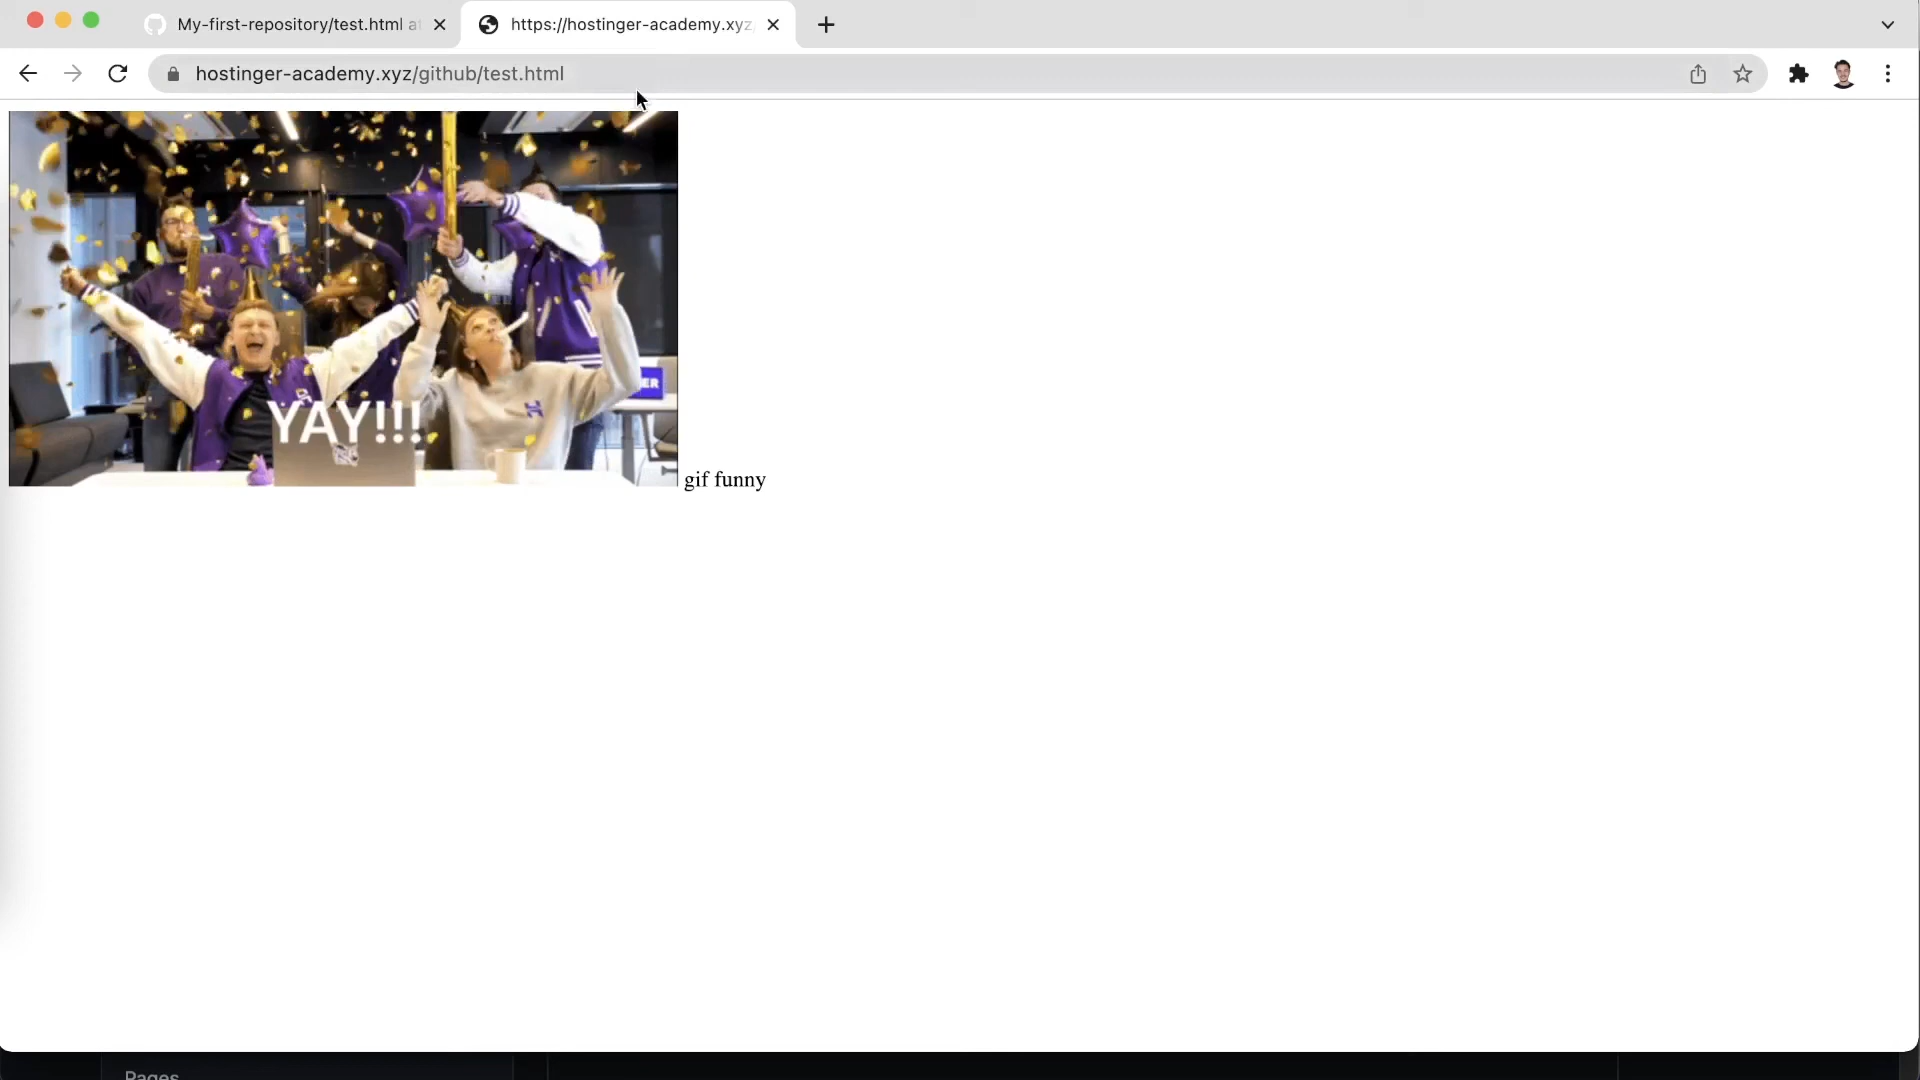 My-first-repository/test.html a
https://hostinger-academy.xyz
hostinger-academy.xyz/github/test.html
ER
YAY!!!
gif funny
Pages